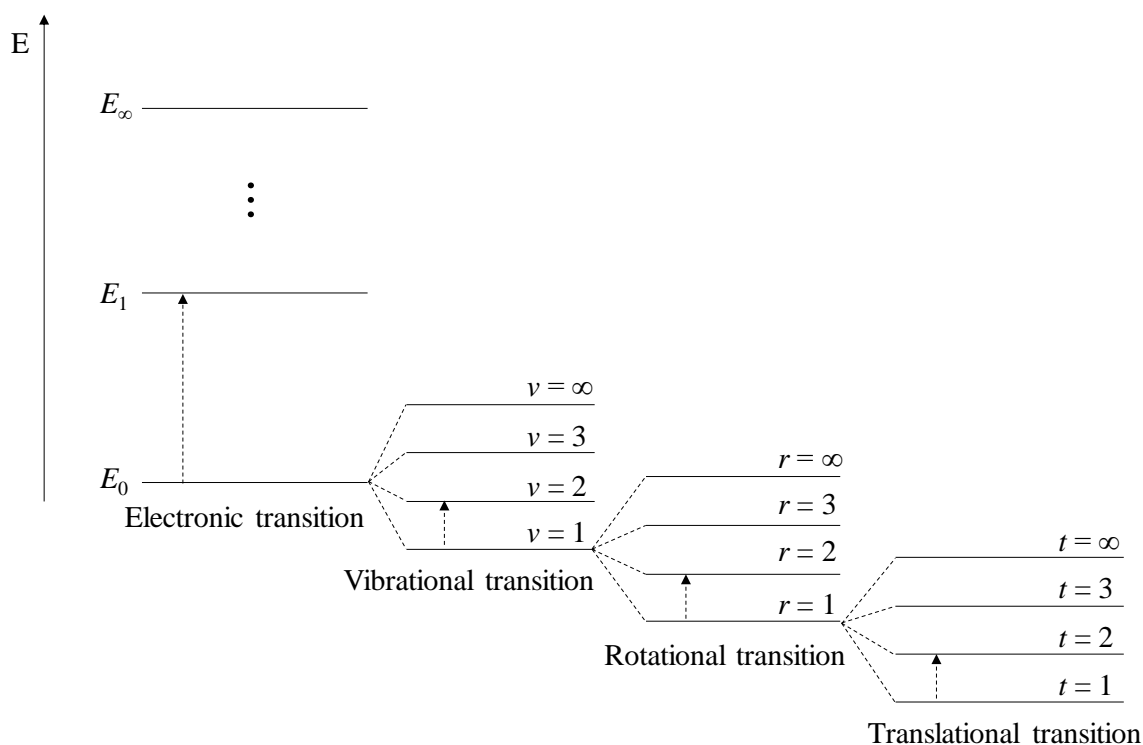 E
E∞
E1
E0
Electronic transition
v = ∞
v = 3
v = 2
v = 1
Vibrational transition
r = ∞
r = 3
r = 2
r = 1
Rotational transition
t = ∞
t = 3
t = 2
t = 1
Translational transition